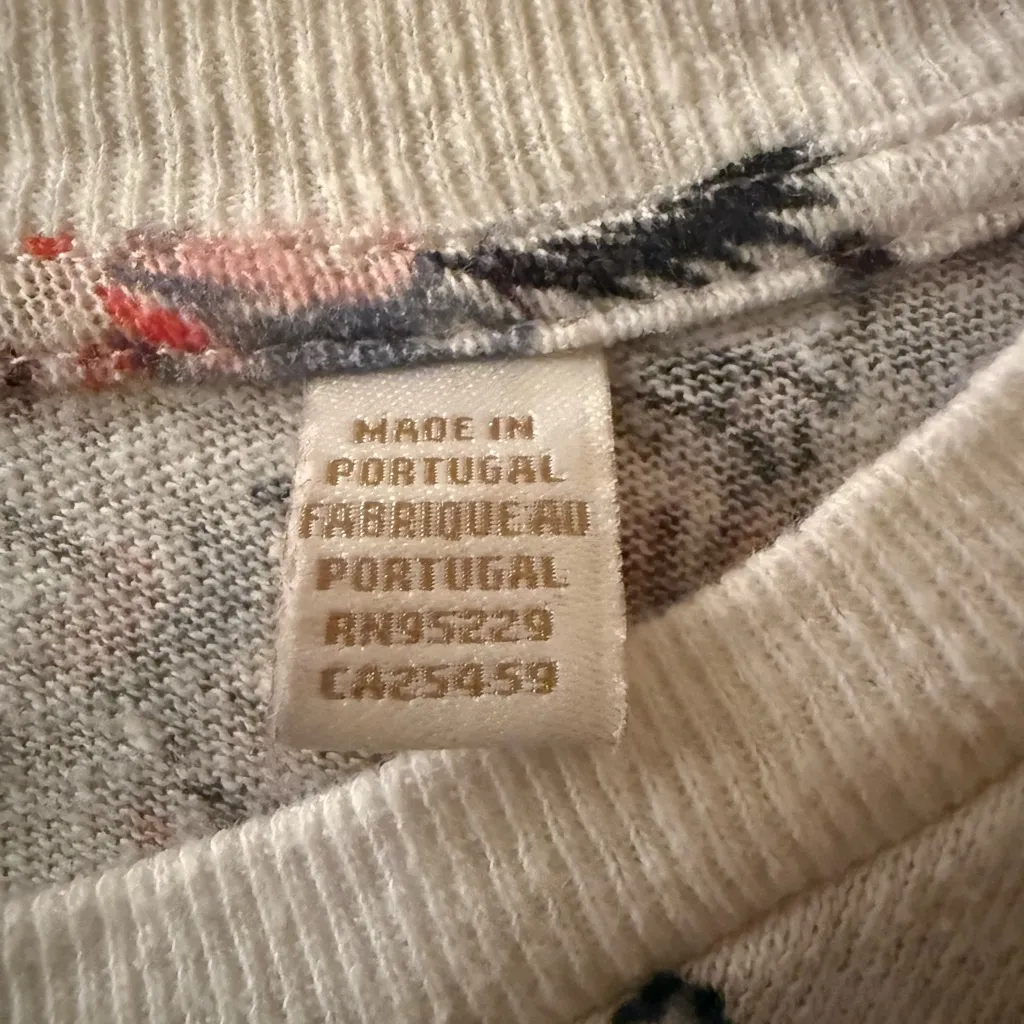 MADE IN
PORTUGAL
FABRIQUE AU
PORTUGAL
RN95229
CA25459